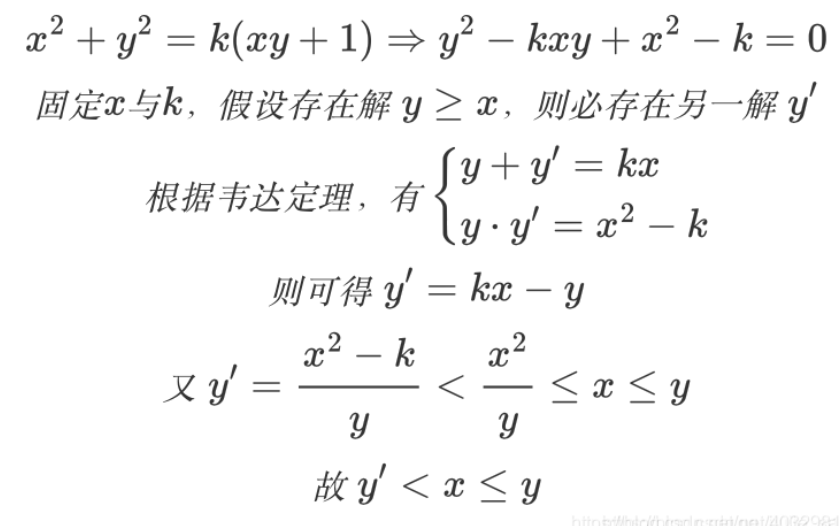 x² + y² = k(xy + 1) ⇒ y² − kxy + x² − k = 0
固定x与k，假设存在解 y ≥ x，则必存在另一解 y′
根据韦达定理，有 { y + y′ = kx
y · y′ = x² − k
则可得 y′ = kx − y
又 y′ = (x² − k)/y < x²/y ≤ x ≤ y
故 y′ < x ≤ y